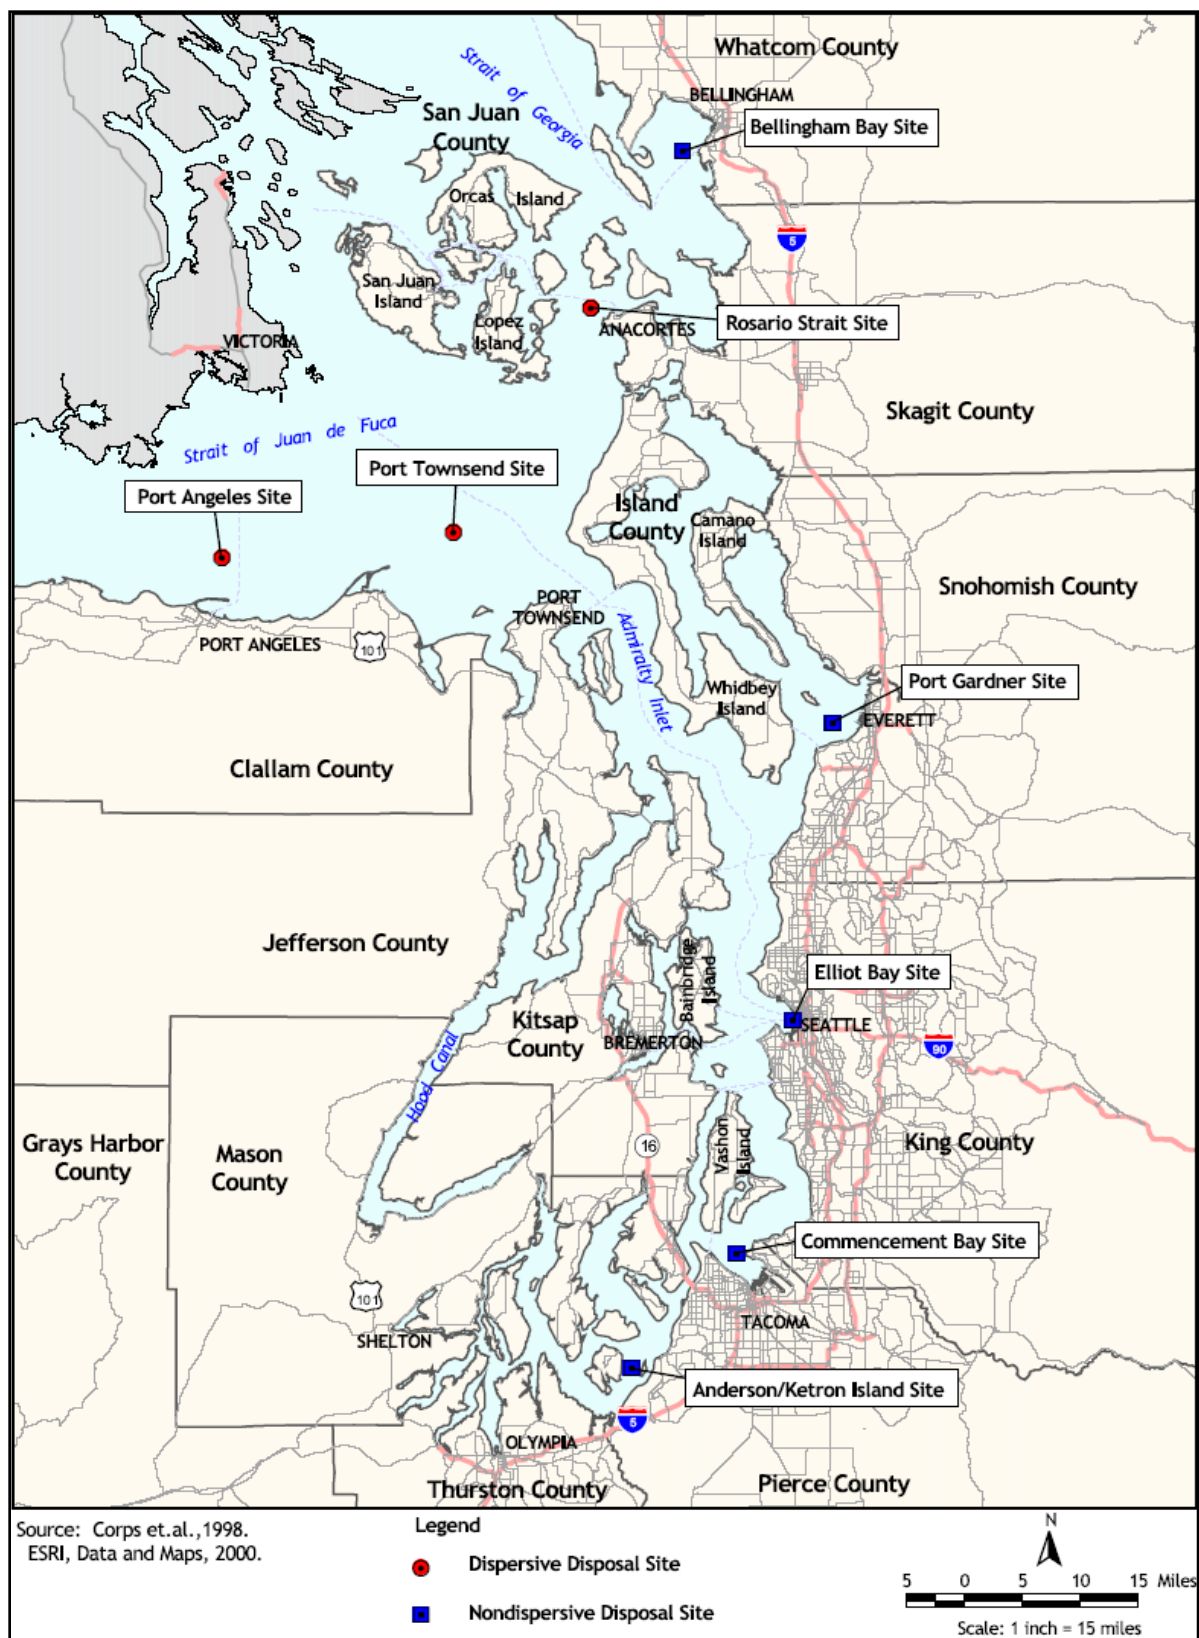 Whatcom County
Strait of Georgia
BELLINGHAM
San Juan
County
Bellingham Bay Site
Orcas Island
5
San Juan
Island
Lopez
Island
ANACORTES
Rosario Strait Site
VICTORIA
Skagit County
Strait of Juan de Fuca
Port Townsend Site
Port Angeles Site
Island
County
Camano
Island
Snohomish County
PORT
TOWNSEND
PORT ANGELES
101
Admiralty Inlet
Whidbey
Island
Port Gardner Site
EVERETT
Clallam County
Jefferson County
Bainbridge
Island
Elliot Bay Site
Kitsap
County
BREMERTON
SEATTLE
90
Hood Canal
Grays Harbor
County
Mason
County
16
Vashon
Island
King County
Commencement Bay Site
101
SHELTON
TACOMA
Anderson/Ketron Island Site
5
OLYMPIA
Thurston County
Pierce County
Source: Corps et.al.,1998.
ESRI, Data and Maps, 2000.
Legend
Dispersive Disposal Site
Nondispersive Disposal Site
N
5 0 5 10 15 Miles
Scale: 1 inch = 15 miles